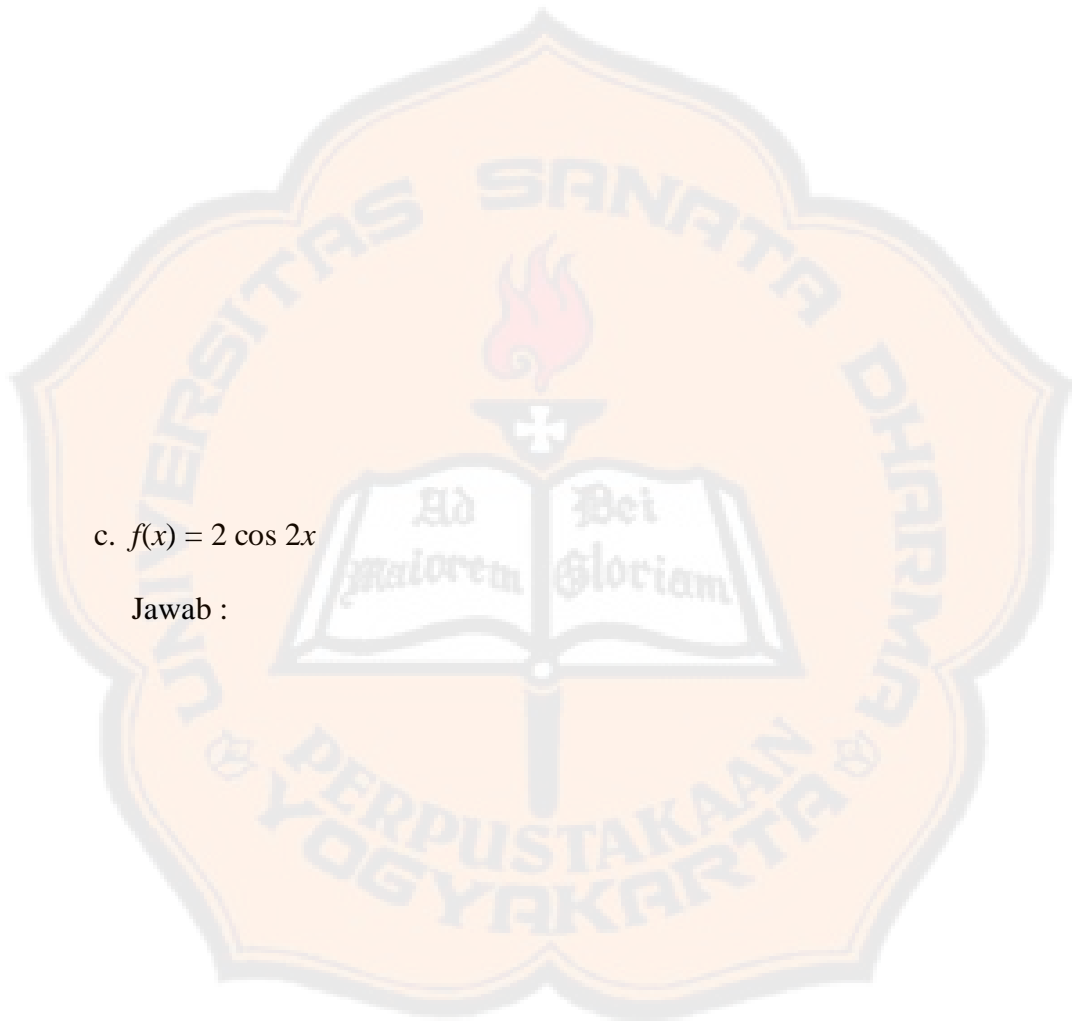 UNIVERSITAS SANATA DHARMA
Ad Dei
Maiorem Gloriam
c. f(x) = 2 cos 2x
Jawab :
PERPUSTAKAAN
YOGYAKARTA